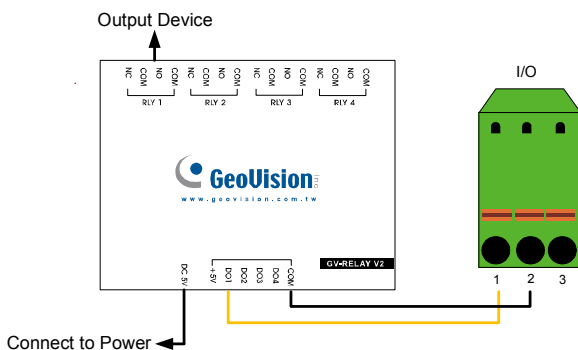 Output Device
NC COM NO COM NC COM NO COM NC COM NO COM NC COM NO COM
RLY 1 RLY 2 RLY 3 RLY 4
I/O
GeoVision Inc
www.geovision.com.tw
GV-RELAY V2
DC 5V +5V DO1 DO2 DO3 DO4 COM
1 2 3
Connect to Power